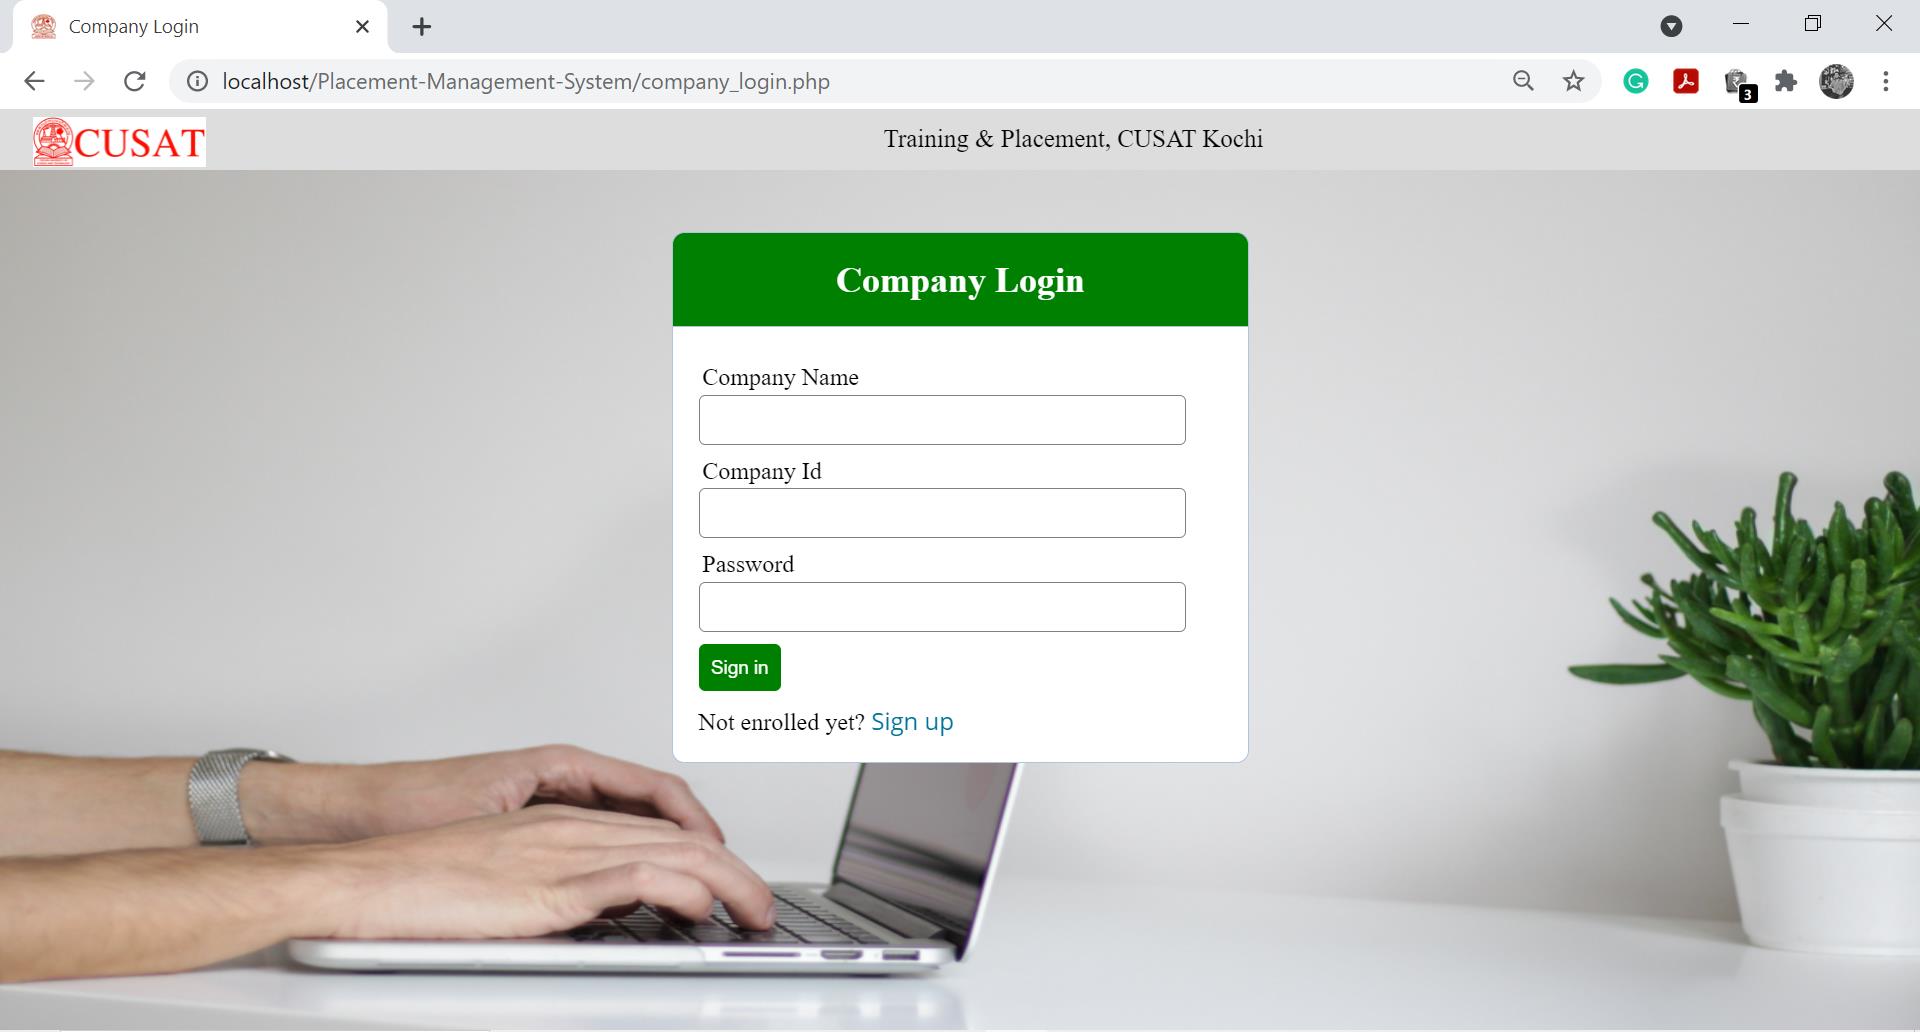 Company Login
localhost/Placement-Management-System/company_login.php
3
CUSAT
Training & Placement, CUSAT Kochi
Company Login
Company Name
Company Id
Password
Sign in
Not enrolled yet? Sign up